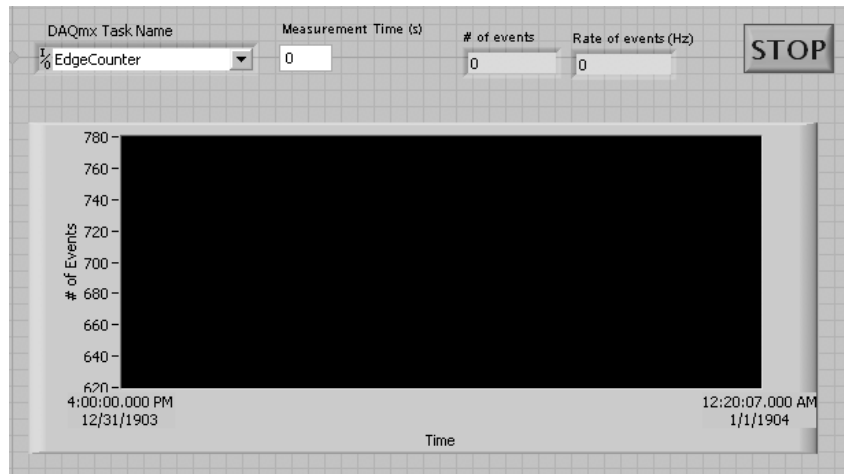 DAQmx Task Name
Measurement Time (s)
# of events
Rate of events (Hz)
STOP
I/O EdgeCounter
0
0
0
780
760
740
720
700
680
660
640
620
# of Events
4:00:00.000 PM
12/31/1903
12:20:07.000 AM
1/1/1904
Time